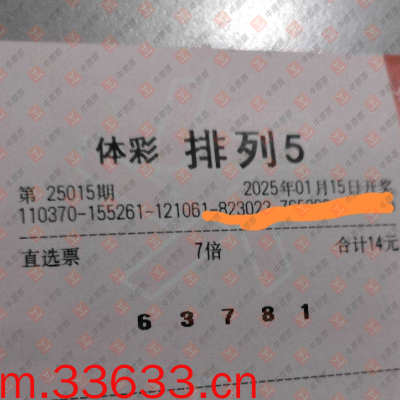 体彩 排列5
第 25015期 2025年01月15日开奖
110370-155261-121061-823022
直选票 7倍 合计14元
6 3 7 8 1
m.33633.cn